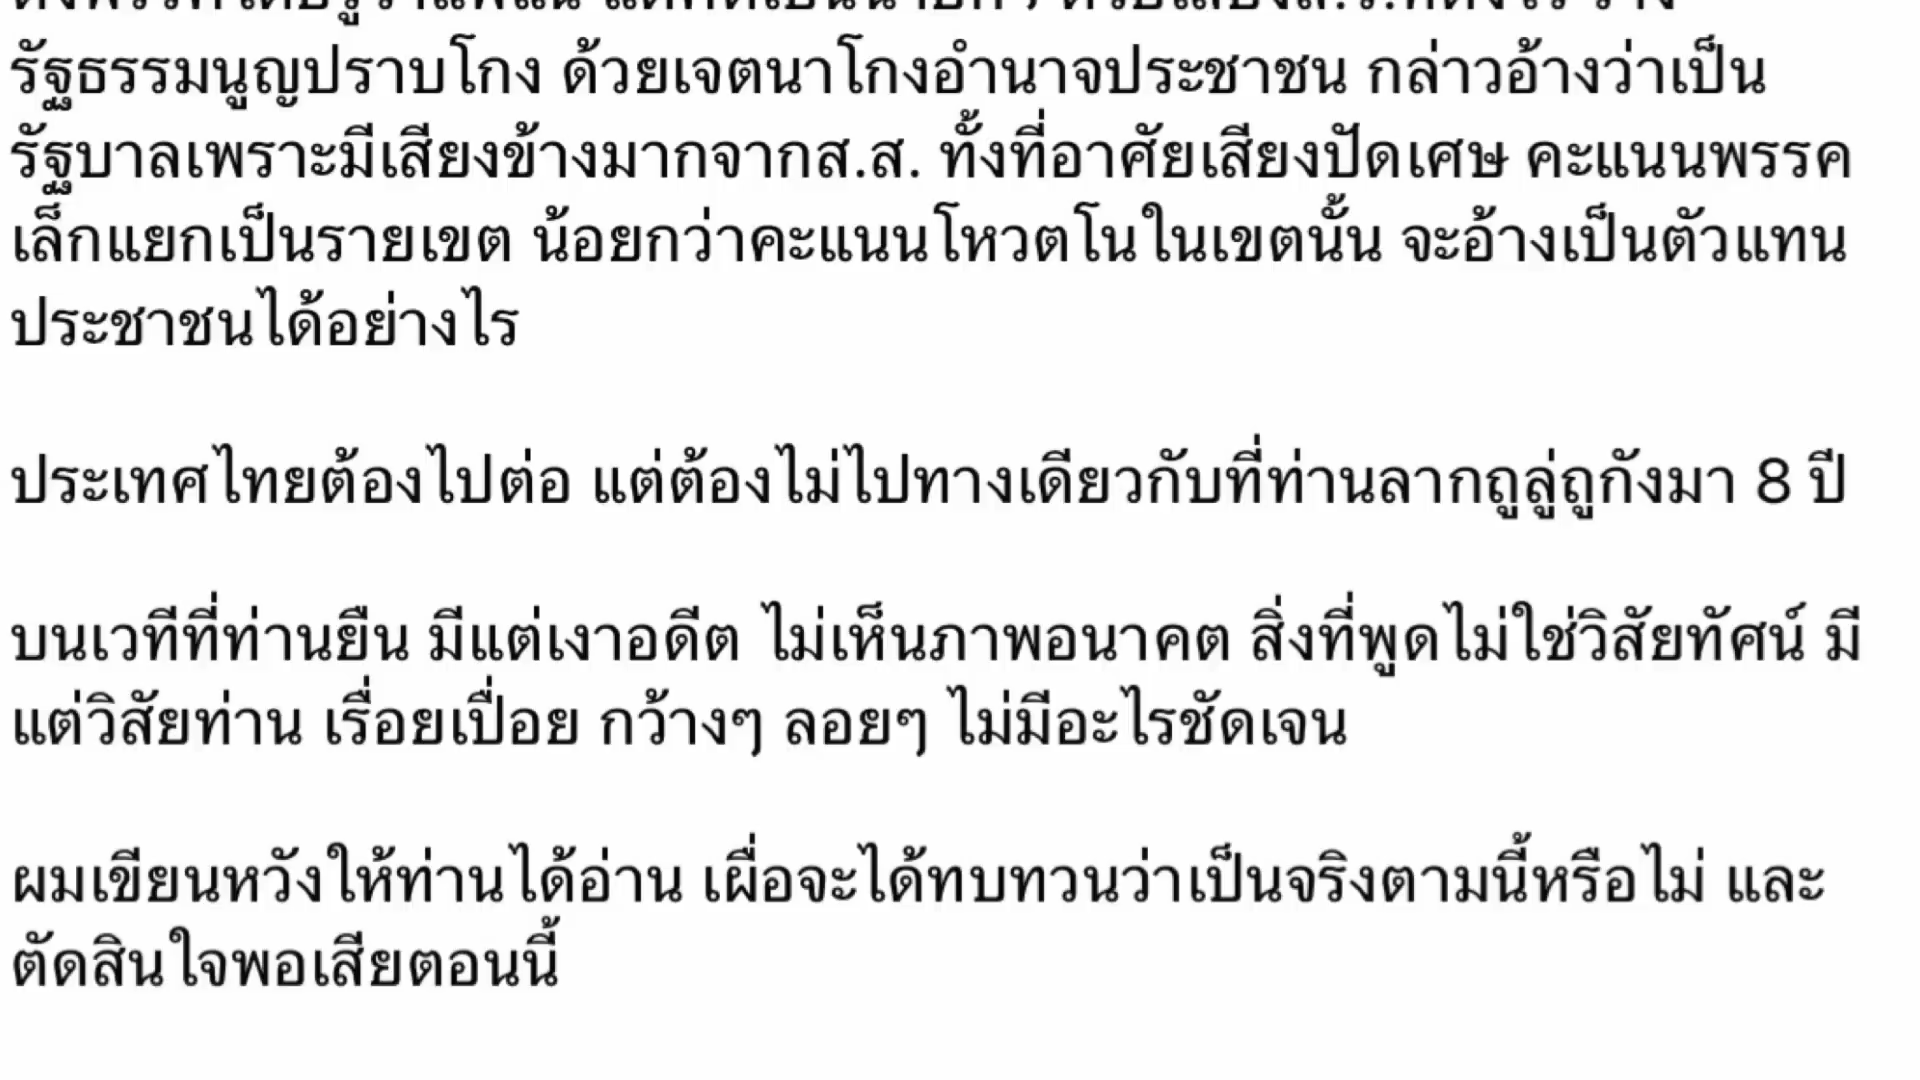 รัฐธรรมนูญปราบโกง ด้วยเจตนาโกงอำนาจประชาชน กล่าวอ้างว่าเป็น
รัฐบาลเพราะมีเสียงข้างมากจากส.ส. ทั้งที่อาศัยเสียงปัดเศษ คะแนนพรรค
เล็กแยกเป็นรายเขต น้อยกว่าคะแนนโหวตโนในเขตนั้น จะอ้างเป็นตัวแทน
ประชาชนได้อย่างไร
ประเทศไทยต้องไปต่อ แต่ต้องไม่ไปทางเดียวกับที่ท่านลากถูลู่ถูกังมา 8 ปี
บนเวทีที่ท่านยืน มีแต่เงาอดีต ไม่เห็นภาพอนาคต สิ่งที่พูดไม่ใช่วิสัยทัศน์ มี
แต่วิสัยท่าน เรื่อยเปื่อย กว้างๆ ลอยๆ ไม่มีอะไรชัดเจน
ผมเขียนหวังให้ท่านได้อ่าน เผื่อจะได้ทบทวนว่าเป็นจริงตามนี้หรือไม่ และ
ตัดสินใจพอเสียตอนนี้